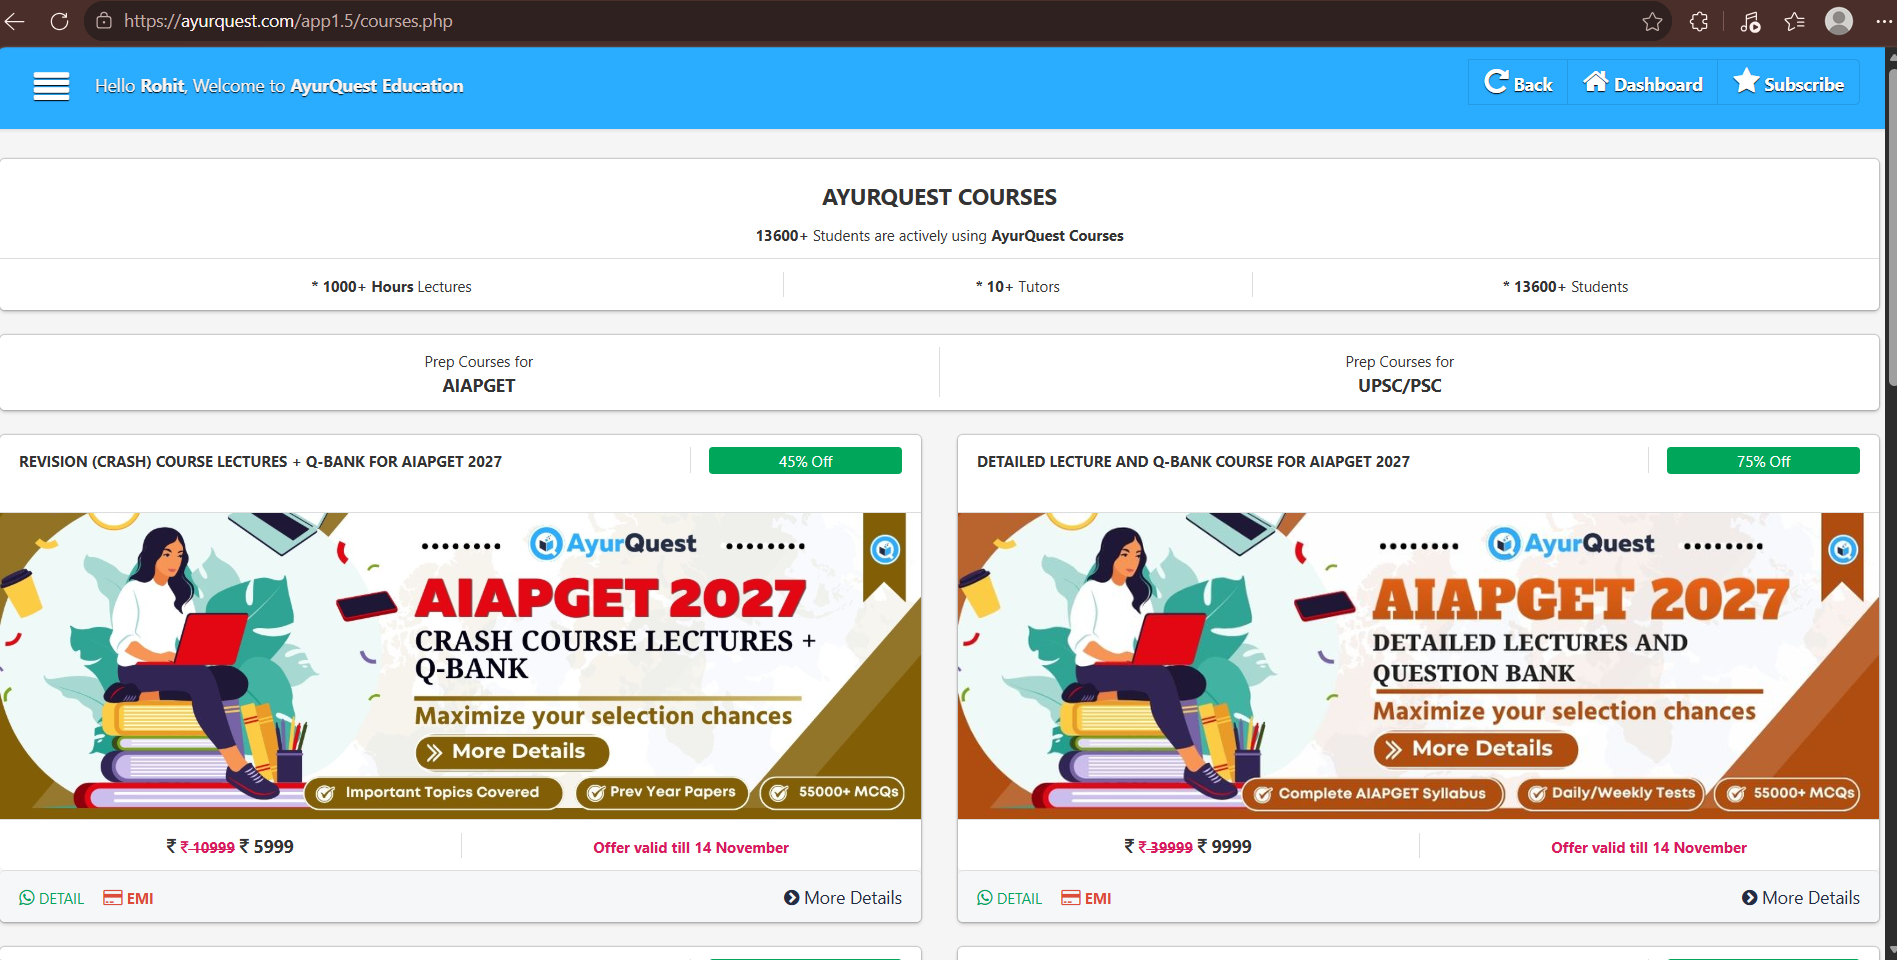 https://ayurquest.com/app1.5/courses.php
Hello Rohit, Welcome to AyurQuest Education
Back
Dashboard
Subscribe
AYURQUEST COURSES
13600+ Students are actively using AyurQuest Courses
* 1000+ Hours Lectures
* 10+ Tutors
* 13600+ Students
Prep Courses for
AIAPGET
Prep Courses for
UPSC/PSC
REVISION (CRASH) COURSE LECTURES + Q-BANK FOR AIAPGET 2027
45% Off
AyurQuest
AIAPGET 2027
CRASH COURSE LECTURES +
Q-BANK
Maximize your selection chances
More Details
Important Topics Covered
Prev Year Papers
55000+ MCQs
₹ ₹ 10999 ₹ 5999
Offer valid till 14 November
DETAIL
EMI
More Details
DETAILED LECTURE AND Q-BANK COURSE FOR AIAPGET 2027
75% Off
AyurQuest
AIAPGET 2027
DETAILED LECTURES AND
QUESTION BANK
Maximize your selection chances
More Details
Complete AIAPGET Syllabus
Daily/Weekly Tests
55000+ MCQs
₹ ₹ 39999 ₹ 9999
Offer valid till 14 November
DETAIL
EMI
More Details